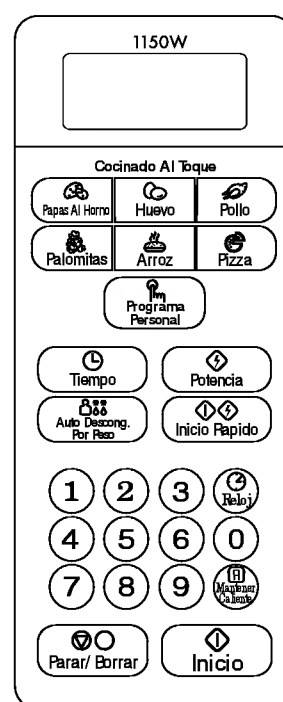 1150W
Cocinado Al Toque
Papas Al Horno Huevo Pollo
Palomitas Arroz Pizza
Programa
Personal
Tiempo Potencia
Auto Descong.
Por Peso
Inicio Rapido
1 2 3 Reloj
4 5 6 0
7 8 9 Mantener
Caliente
Parar/ Borrar Inicio